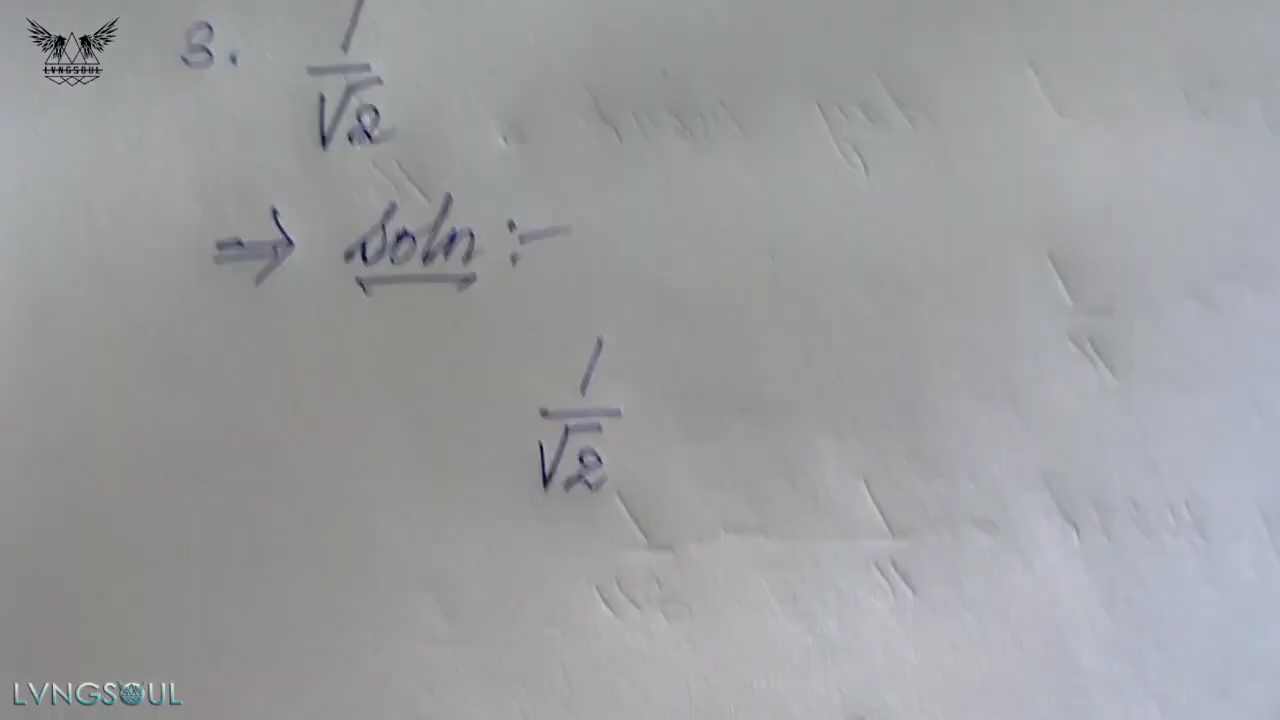 LVNGSOUL
3. 1/√2
⇒ Soln :-
1/√2
LVNGSOUL